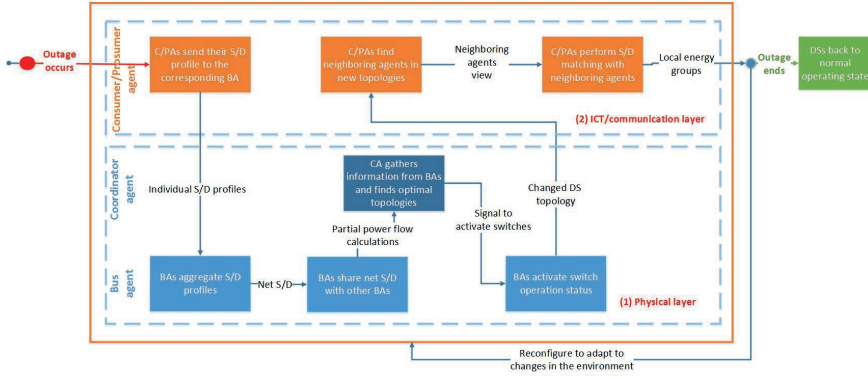 Outage
occurs
Consumer/Prosumer
agent
C/PAs send their S/D
profile to the
corresponding BA
C/PAs find
neighboring agents in
new topologies
Neighboring
agents
view
C/PAs perform S/D
matching with
neighboring agents
Local energy
groups
Outage
ends
DSs back to
normal
operating state
(2) ICT/communication layer
Coordinator
agent
Individual S/D profiles
CA gathers
information from BAs
and finds optimal
topologies
Partial power flow
calculations
Signal to
activate switches
Changed DS
topology
Bus
agent
BAs aggregate S/D
profiles
Net S/D
BAs share net S/D
with other BAs
BAs activate switch
operation status
(1) Physical layer
Reconfigure to adapt to
changes in the environment